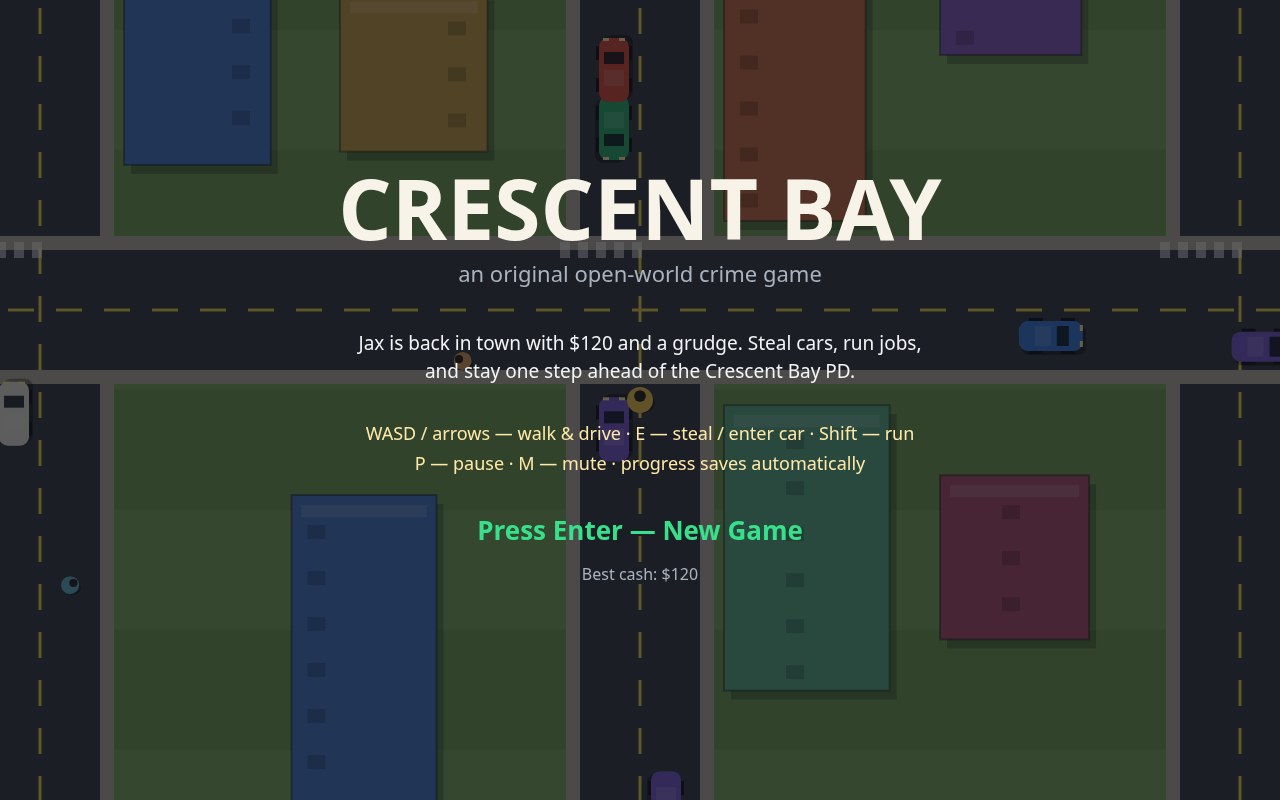 CRESCENT BAY
an original open-world crime game
Jax is back in town with $120 and a grudge. Steal cars, run jobs,
and stay one step ahead of the Crescent Bay PD.
WASD / arrows — walk & drive · E — steal / enter car · Shift — run
P — pause · M — mute · progress saves automatically
Press Enter — New Game
Best cash: $120